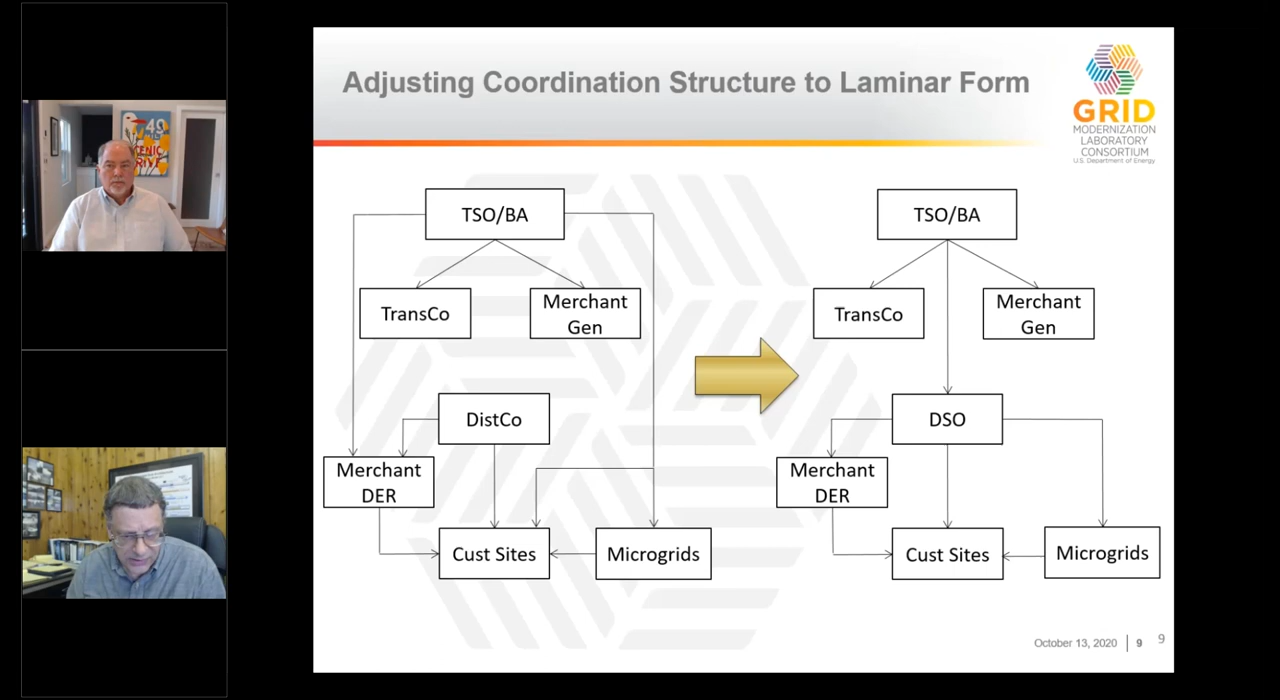 Adjusting Coordination Structure to Laminar Form
GRID
MODERNIZATION
LABORATORY
CONSORTIUM
U.S. Department of Energy
TSO/BA
TransCo
Merchant
Gen
DistCo
Merchant
DER
Cust Sites
Microgrids
TSO/BA
TransCo
Merchant
Gen
DSO
Merchant
DER
Cust Sites
Microgrids
October 13, 2020
9
9
49